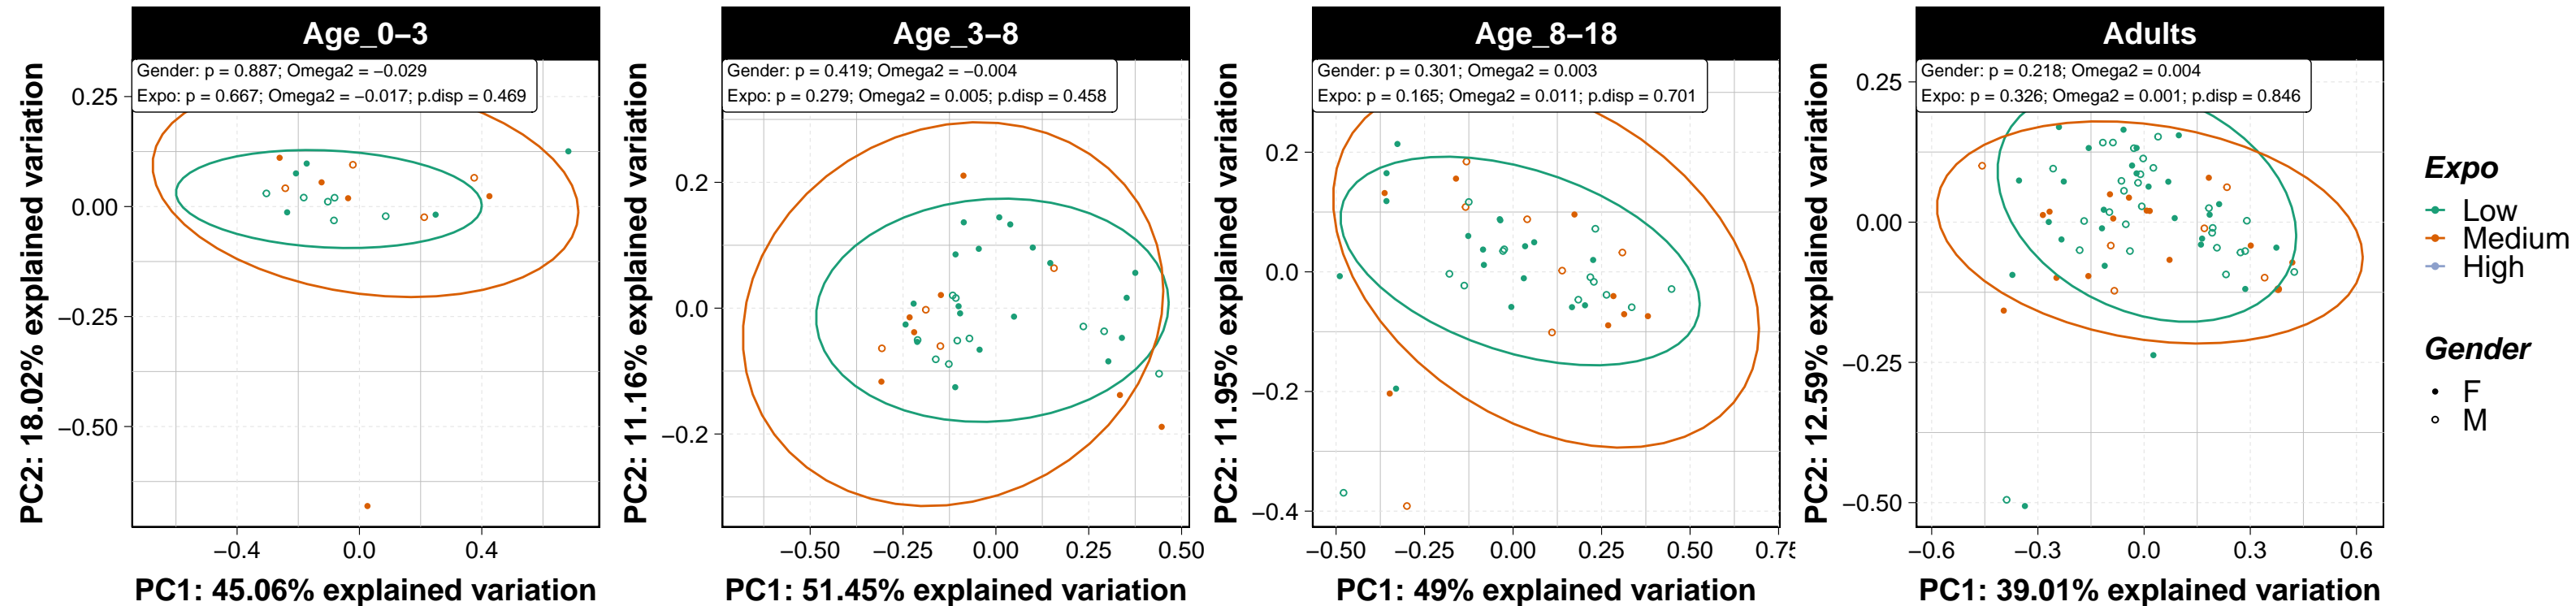 Age_0–3
Gender: p = 0.887; Omega2 = −0.029
Expo: p = 0.667; Omega2 = −0.017; p.disp = 0.469
PC2: 18.02% explained variation
0.25
0.00
−0.25
−0.50
−0.4
0.0
0.4
PC1: 45.06% explained variation
Age_3–8
Gender: p = 0.419; Omega2 = −0.004
Expo: p = 0.279; Omega2 = 0.005; p.disp = 0.458
PC2: 11.16% explained variation
0.2
0.0
−0.2
−0.50
−0.25
0.00
0.25
0.50
PC1: 51.45% explained variation
Age_8–18
Gender: p = 0.301; Omega2 = 0.003
Expo: p = 0.165; Omega2 = 0.011; p.disp = 0.701
PC2: 11.95% explained variation
0.2
0.0
−0.2
−0.4
−0.50
−0.25
0.00
0.25
0.50
PC1: 49% explained variation
Adults
Gender: p = 0.218; Omega2 = 0.004
Expo: p = 0.326; Omega2 = 0.001; p.disp = 0.846
PC2: 12.59% explained variation
0.25
0.00
−0.25
−0.50
−0.6
−0.3
0.0
0.3
0.6
PC1: 39.01% explained variation
Expo
Low
Medium
High
Gender
F
M